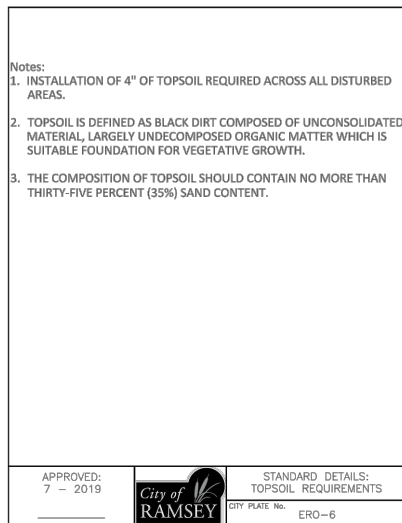 Notes:
1. INSTALLATION OF 4" OF TOPSOIL REQUIRED ACROSS ALL DISTURBED
AREAS.
2. TOPSOIL IS DEFINED AS BLACK DIRT COMPOSED OF UNCONSOLIDATED
MATERIAL, LARGELY UNDECOMPOSED ORGANIC MATTER WHICH IS
SUITABLE FOUNDATION FOR VEGETATIVE GROWTH.
3. THE COMPOSITION OF TOPSOIL SHOULD CONTAIN NO MORE THAN
THIRTY-FIVE PERCENT (35%) SAND CONTENT.
APPROVED:
7 - 2019
City of
RAMSEY
STANDARD DETAILS:
TOPSOIL REQUIREMENTS
CITY PLATE No.
ERO-6